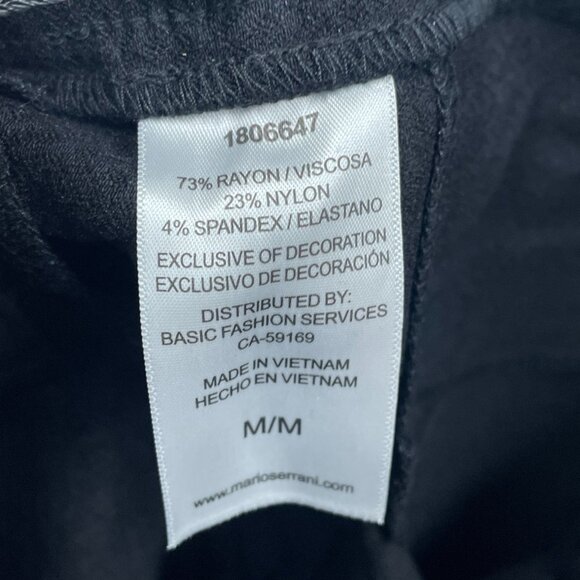 1806647
73% RAYON / VISCOSA
23% NYLON
4% SPANDEX / ELASTANO
EXCLUSIVE OF DECORATION
EXCLUSIVO DE DECORACIÓN
DISTRIBUTED BY:
BASIC FASHION SERVICES
CA-59169
MADE IN VIETNAM
HECHO EN VIETNAM
M/M
www.marioserrani.com